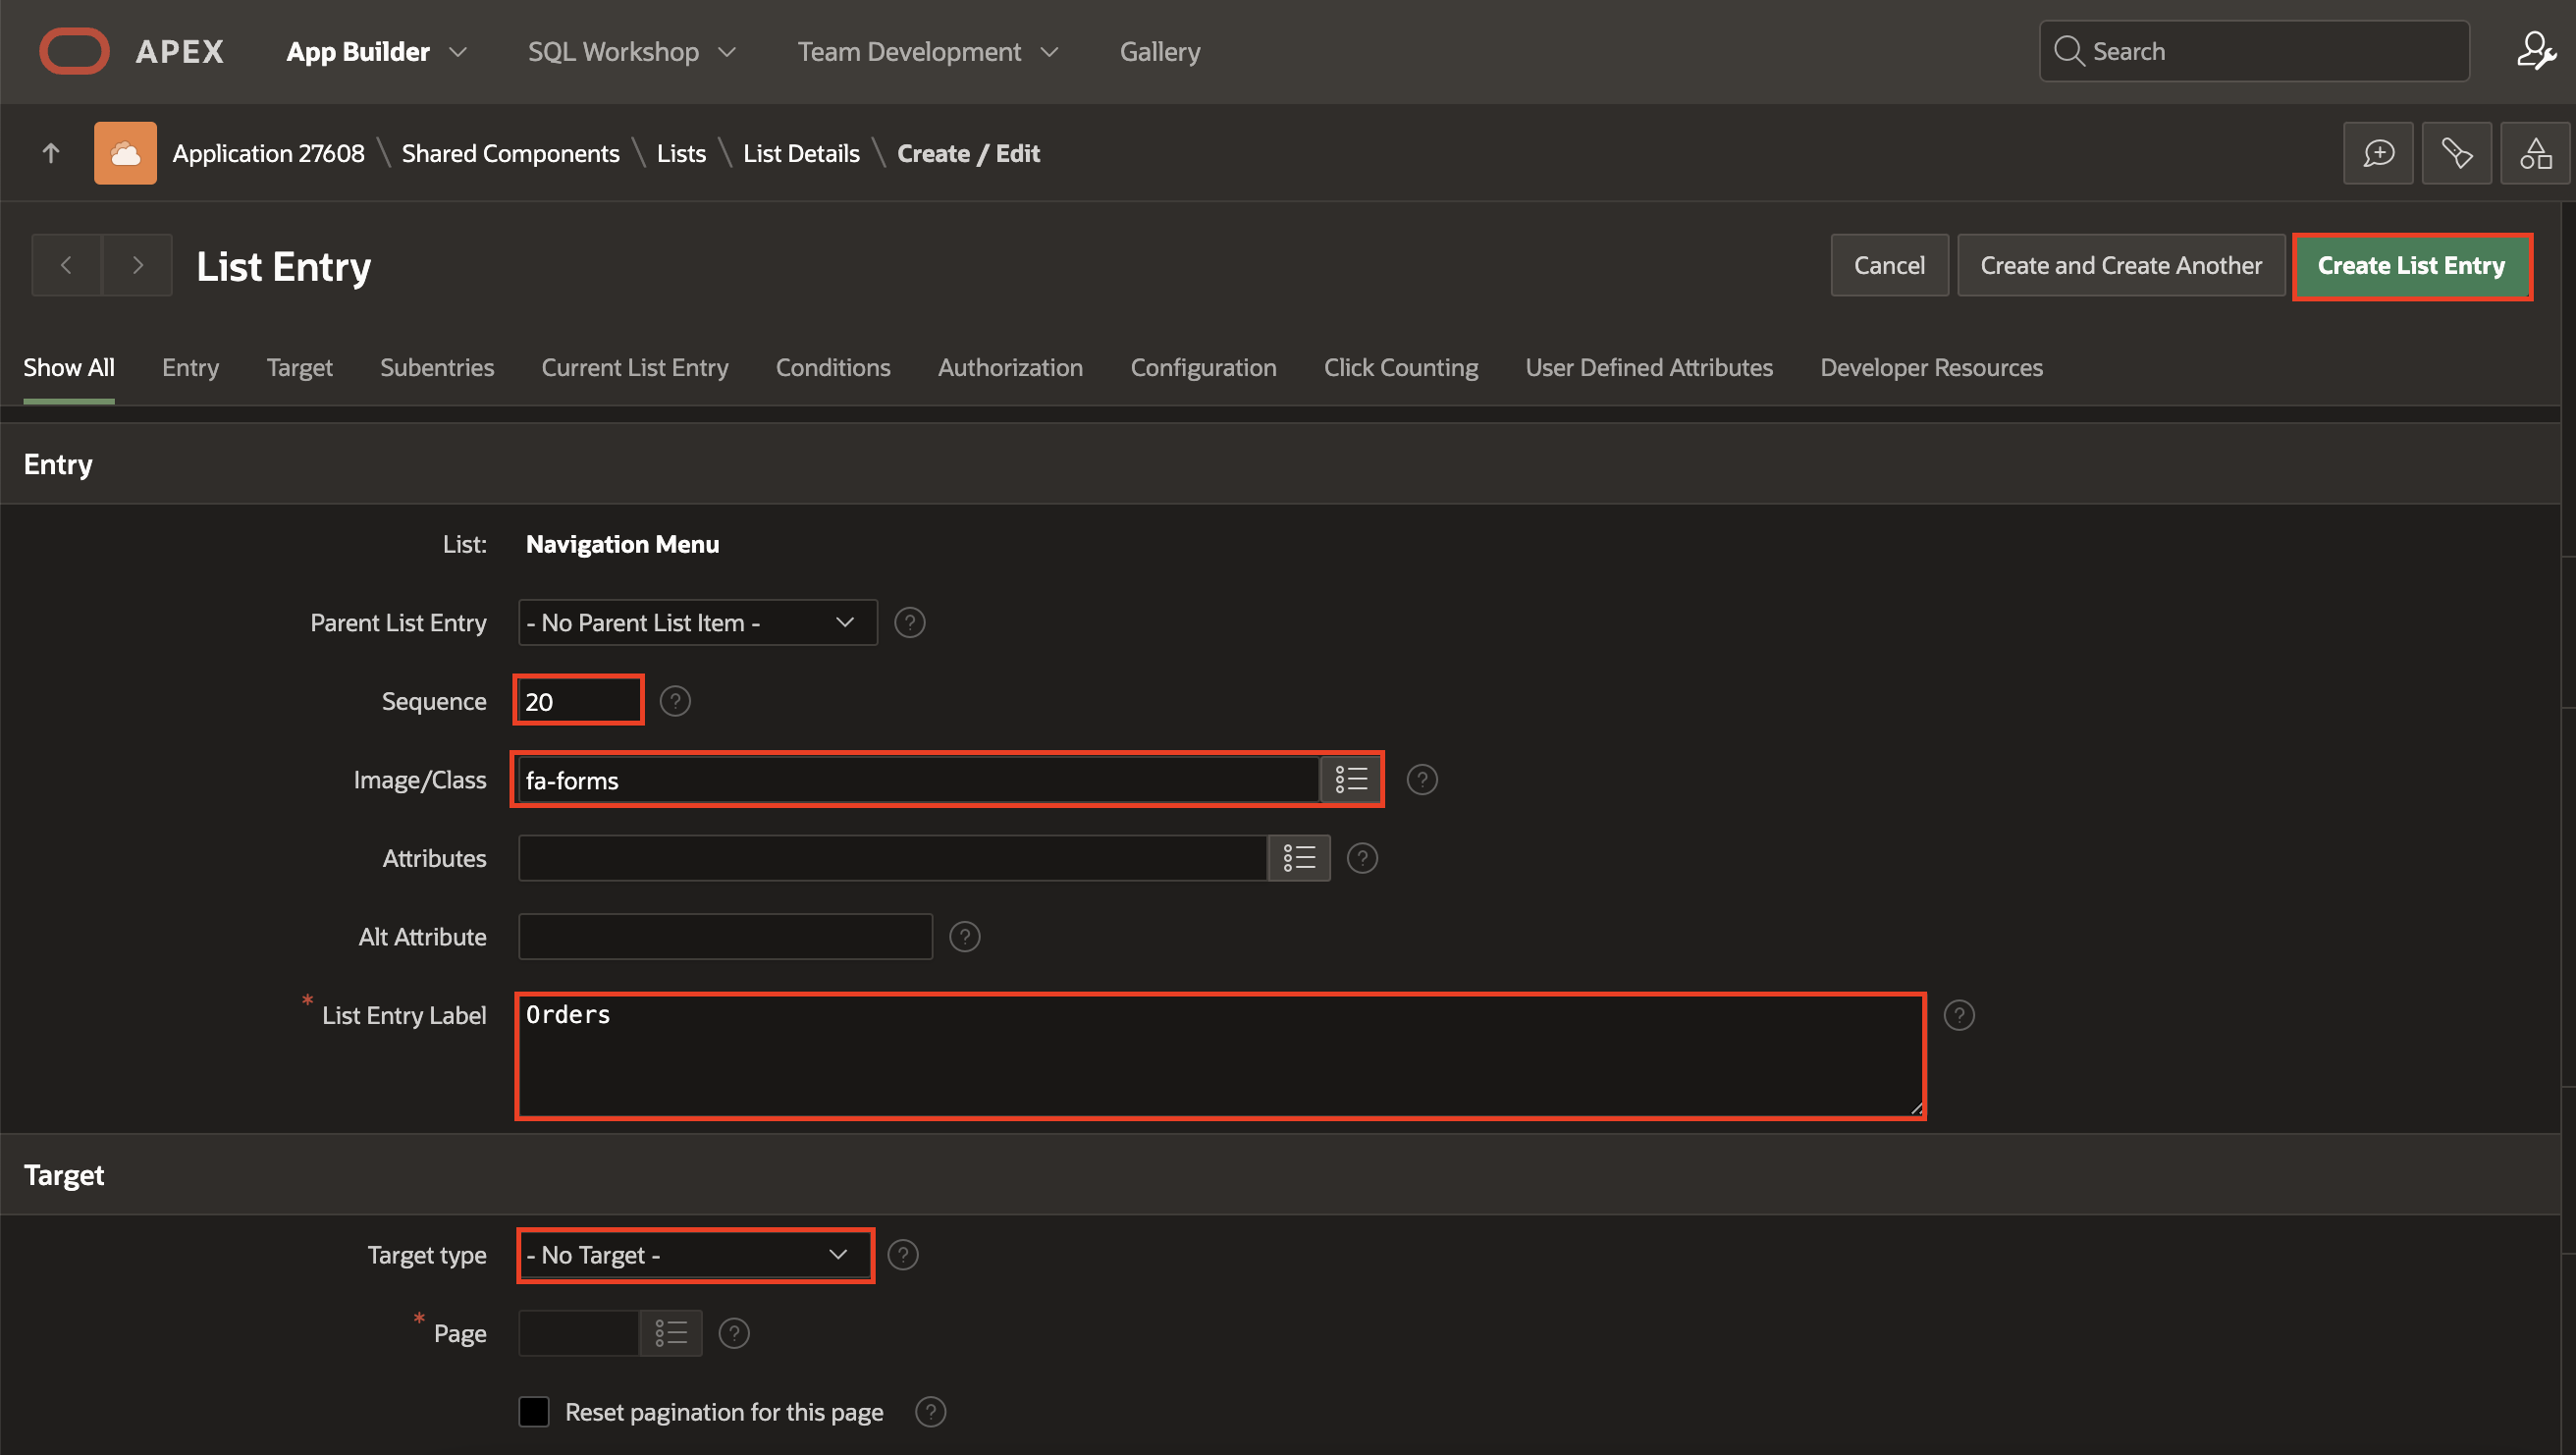 APEX App Builder SQL Workshop Team Development Gallery Search
Application 27608 \ Shared Components \ Lists \ List Details \ Create / Edit
List Entry Cancel Create and Create Another Create List Entry
Show All Entry Target Subentries Current List Entry Conditions Authorization Configuration Click Counting User Defined Attributes Developer Resources
Entry
List: Navigation Menu
Parent List Entry - No Parent List Item - ?
Sequence 20 ?
Image/Class fa-forms ?
Attributes ?
Alt Attribute ?
* List Entry Label Orders ?
Target
Target type - No Target - ?
* Page ?
Reset pagination for this page ?